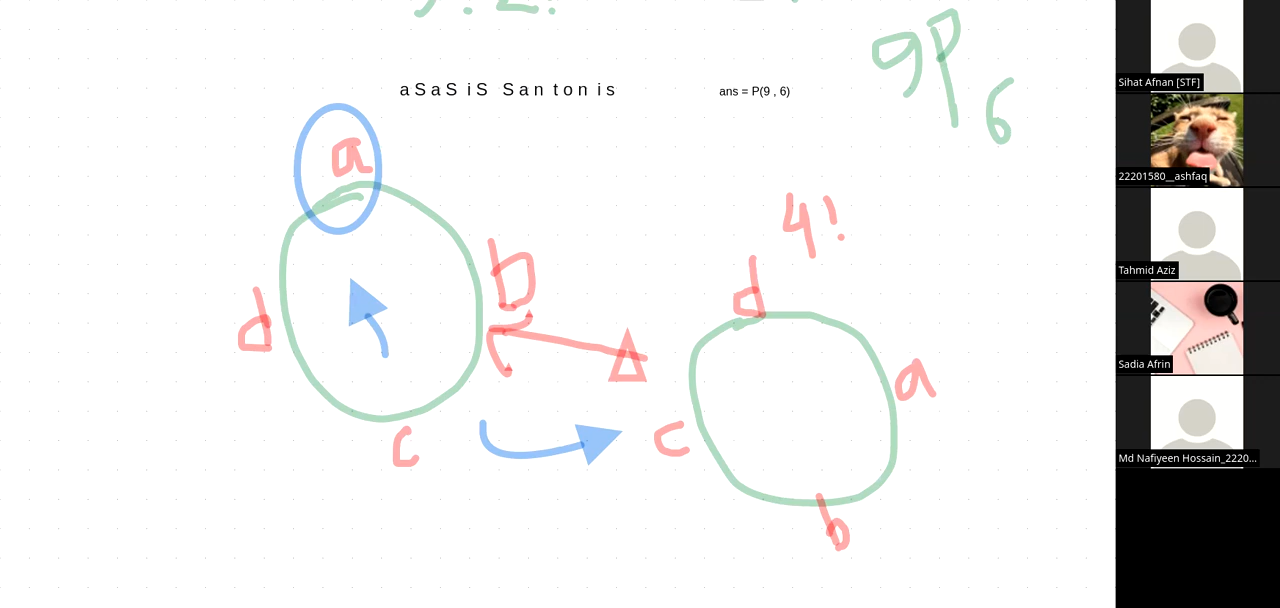 9P6
aSaS iS San ton is
ans = P(9 , 6)
a
4!
b
d
d
a
c
c
b
Sihat Afnan [STF]
22201580__ashfaq
Tahmid Aziz
Sadia Afrin
Md Nafiyeen Hossain_2220...